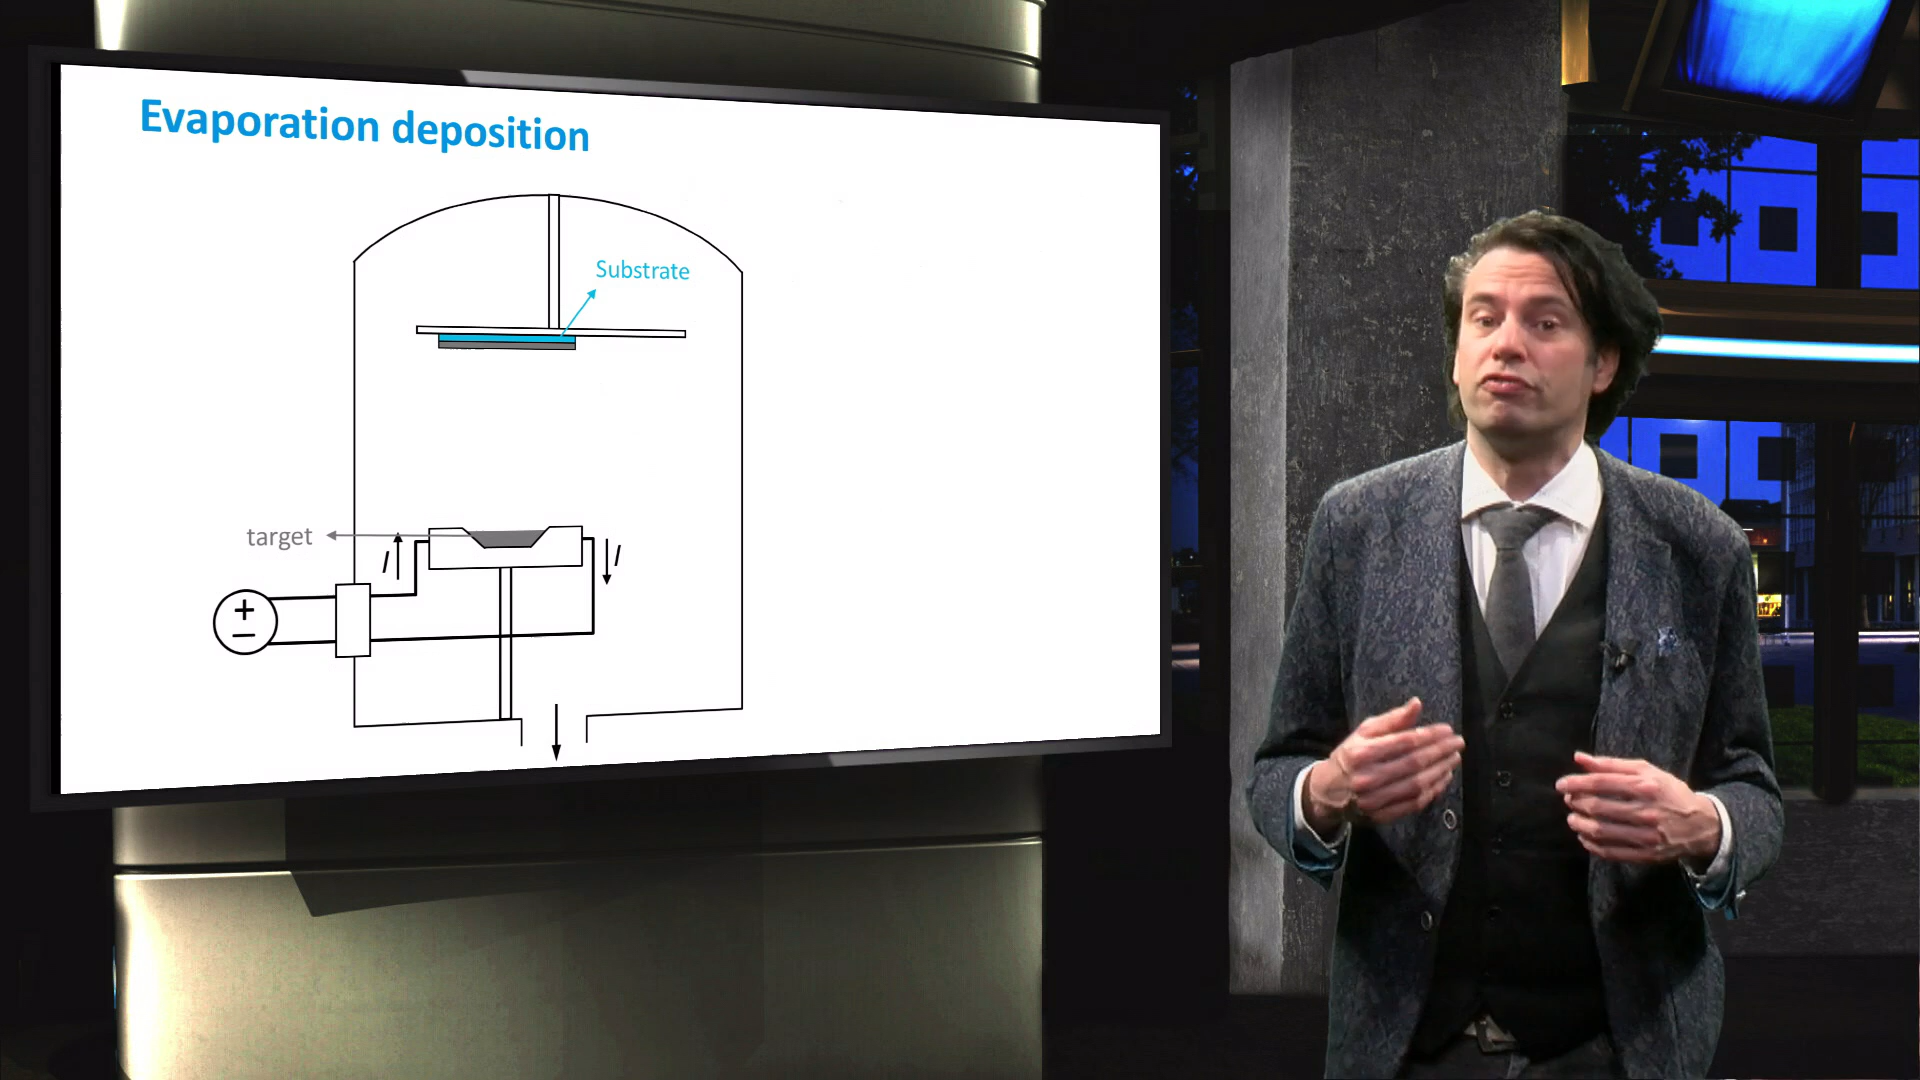 Evaporation deposition
Substrate
target
I
I
+
−